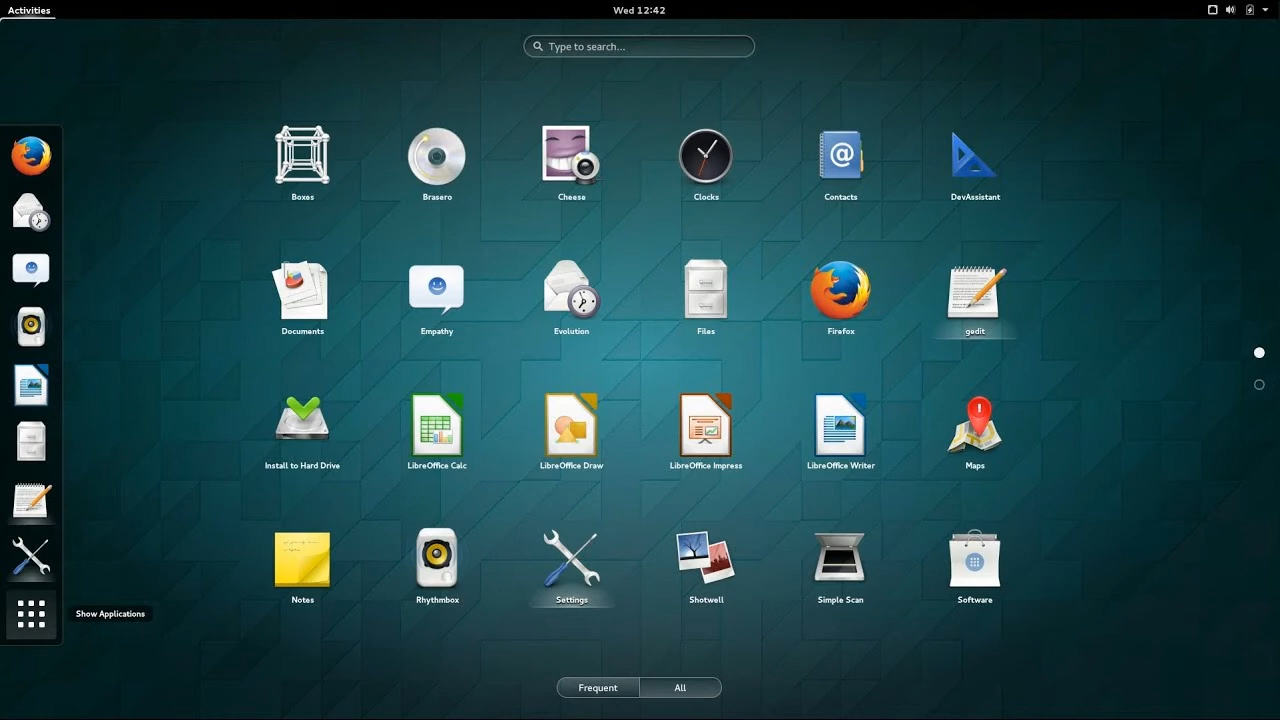 Activities
Wed 12:42
Type to search...
Boxes
Brasero
Cheese
Clocks
Contacts
DevAssistant
Documents
Empathy
Evolution
Files
Firefox
gedit
Install to Hard Drive
LibreOffice Calc
LibreOffice Draw
LibreOffice Impress
LibreOffice Writer
Maps
Notes
Rhythmbox
Settings
Shotwell
Simple Scan
Software
Show Applications
Frequent
All